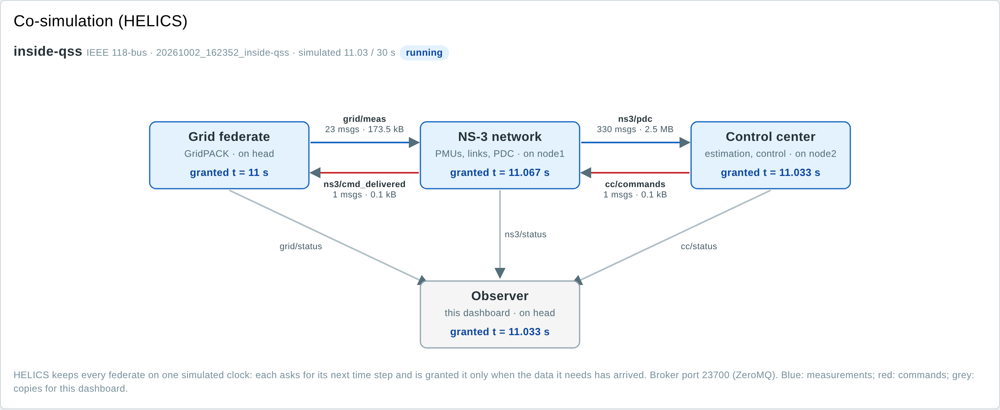 Co-simulation (HELICS)
inside-qss IEEE 118-bus · 20261002_162352_inside-qss · simulated 11.03 / 30 s running
grid/meas
23 msgs · 173.5 kB
ns3/pdc
330 msgs · 2.5 MB
Grid federate
GridPACK · on head
granted t = 11 s
NS-3 network
PMUs, links, PDC · on node1
granted t = 11.067 s
Control center
estimation, control · on node2
granted t = 11.033 s
ns3/cmd_delivered
1 msgs · 0.1 kB
cc/commands
1 msgs · 0.1 kB
ns3/status
grid/status
cc/status
Observer
this dashboard · on head
granted t = 11.033 s
HELICS keeps every federate on one simulated clock: each asks for its next time step and is granted it only when the data it needs has arrived. Broker port 23700 (ZeroMQ). Blue: measurements; red: commands; grey:
copies for this dashboard.